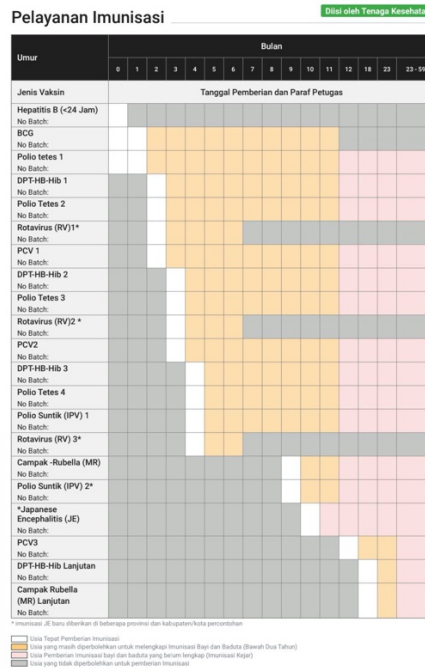 Pelayanan Imunisasi
Diisi oleh Tenaga Kesehata
Umur
Bulan
0 1 2 3 4 5 6 7 8 9 10 11 12 18 23 23 - 59
Jenis Vaksin
Tanggal Pemberian dan Paraf Petugas
Hepatitis B (<24 Jam)
No Batch:
BCG
No Batch:
Polio tetes 1
No Batch:
DPT-HB-Hib 1
No Batch:
Polio Tetes 2
No Batch:
Rotavirus (RV)1*
No Batch:
PCV 1
No Batch:
DPT-HB-Hib 2
No Batch:
Polio Tetes 3
No Batch:
Rotavirus (RV)2 *
No Batch:
PCV2
No Batch:
DPT-HB-Hib 3
No Batch:
Polio Tetes 4
No Batch:
Polio Suntik (IPV) 1
No Batch:
Rotavirus (RV) 3*
No Batch:
Campak -Rubella (MR)
No Batch:
Polio Suntik (IPV) 2*
No Batch:
*Japanese
Encephalitis (JE)
No Batch:
PCV3
No Batch:
DPT-HB-Hib Lanjutan
No Batch:
Campak Rubella
(MR) Lanjutan
No Batch:
* imunisasi JE baru diberikan di beberapa provinsi dan kabupaten/kota percontohan
Usia Tepat Pemberian Imunisasi
Usia yang masih diperbolehkan untuk melengkapi Imunisasi Bayi dan Baduta (Bawah Dua Tahun)
Usia Pemberian Imunisasi bayi dan baduta yang belum lengkap (Imunisasi Kejar)
Usia yang tidak diperbolehkan untuk pemberian Imunisasi